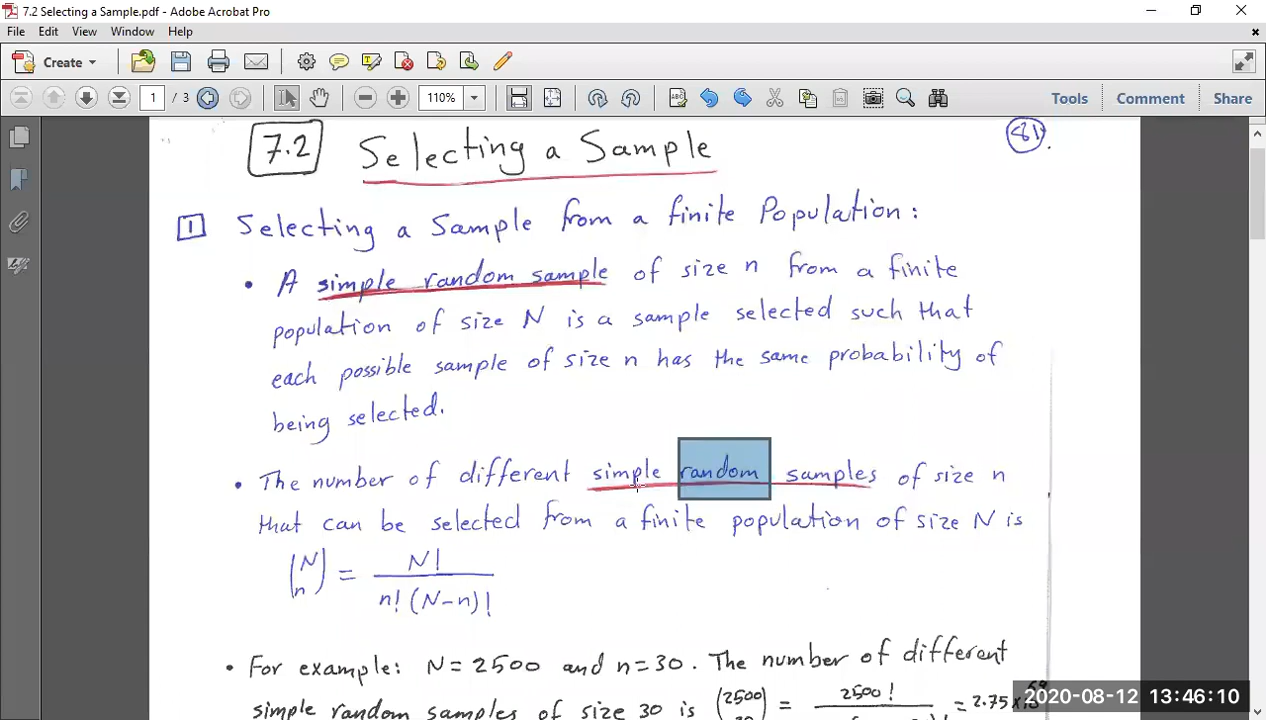 7.2 Selecting a Sample.pdf - Adobe Acrobat Pro
File Edit View Window Help
Create
1 / 3 110% Tools Comment Share
7.2 Selecting a Sample 81
1 Selecting a Sample from a finite Population:
• A simple random sample of size n from a finite
population of size N is a sample selected such that
each possible sample of size n has the same probability of
being selected.
• The number of different simple random samples of size n
that can be selected from a finite population of size N is
(N n) = N! / n! (N-n)!
• For example: N = 2500 and n = 30. The number of different
simple random samples of size 30 is (2500 30) = 2500! = 2.75 x
2020-08-12 13:46:10